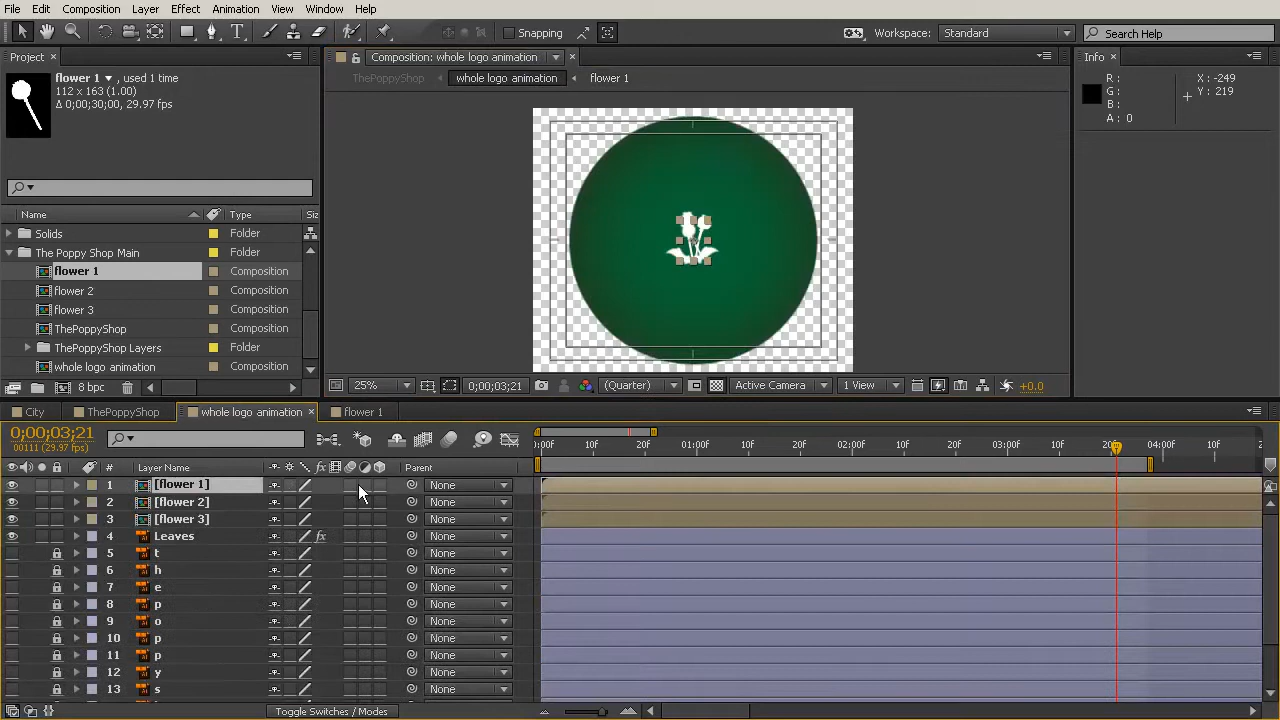 File Edit Composition Layer Effect Animation View Window Help
Snapping Workspace: Standard Search Help
Project × Composition: whole logo animation × Info ×
flower 1 , used 1 time
112 x 163 (1.00)
Δ 0;00;30;00, 29.97 fps
ThePoppyShop whole logo animation flower 1
R : G : B : A : 0
X : -249
Y : 219
Name Type Siz
Solids Folder
The Poppy Shop Main Folder
flower 1 Composition
flower 2 Composition
flower 3 Composition
ThePoppyShop Composition
ThePoppyShop Layers Folder
whole logo animation Composition
8 bpc 25% 0;00;03;21 (Quarter) Active Camera 1 View +0.0
City ThePoppyShop whole logo animation × flower 1
0;00;03;21
00111 (29.97 fps)
0:00f 10f 20f 01:00f 10f 20f 02:00f 10f 20f 03:00f 10f 20f 04:00f 10f
# Layer Name fx Parent
1 [flower 1] None
2 [flower 2] None
3 [flower 3] None
4 Leaves fx None
5 t None
6 h None
7 e None
8 p None
9 o None
10 p None
11 p None
12 y None
13 s None
Toggle Switches / Modes